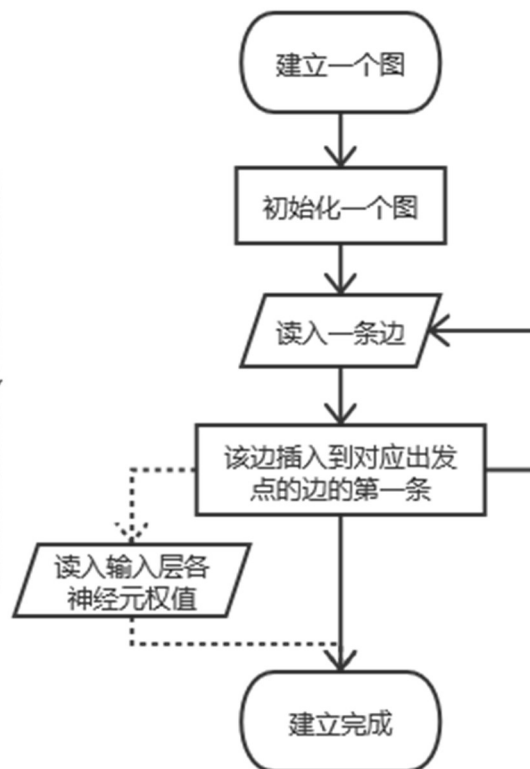 建立一个图
初始化一个图
读入一条边
该边插入到对应出发
点的边的第一条
读入输入层各
神经元权值
建立完成